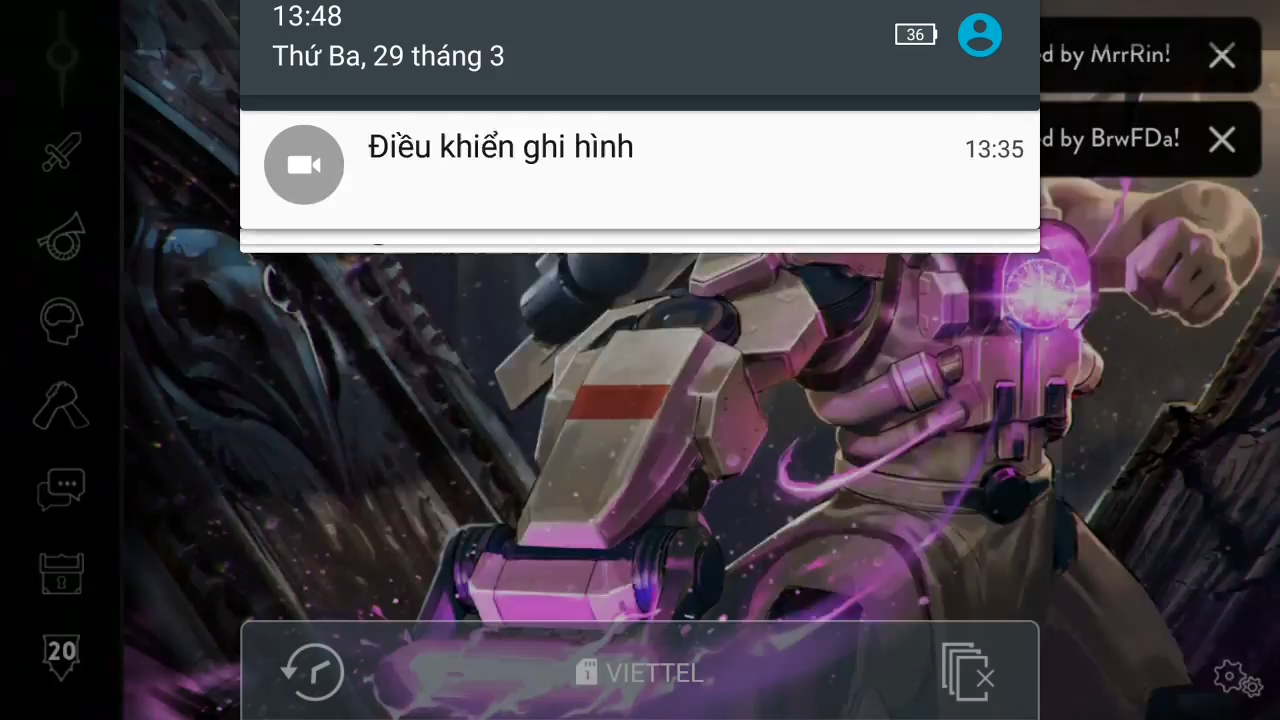 13:48
36
Thứ Ba, 29 tháng 3
d by MrrRin!
Điều khiển ghi hình
13:35
d by BrwFDa!
20
1 VIETTEL